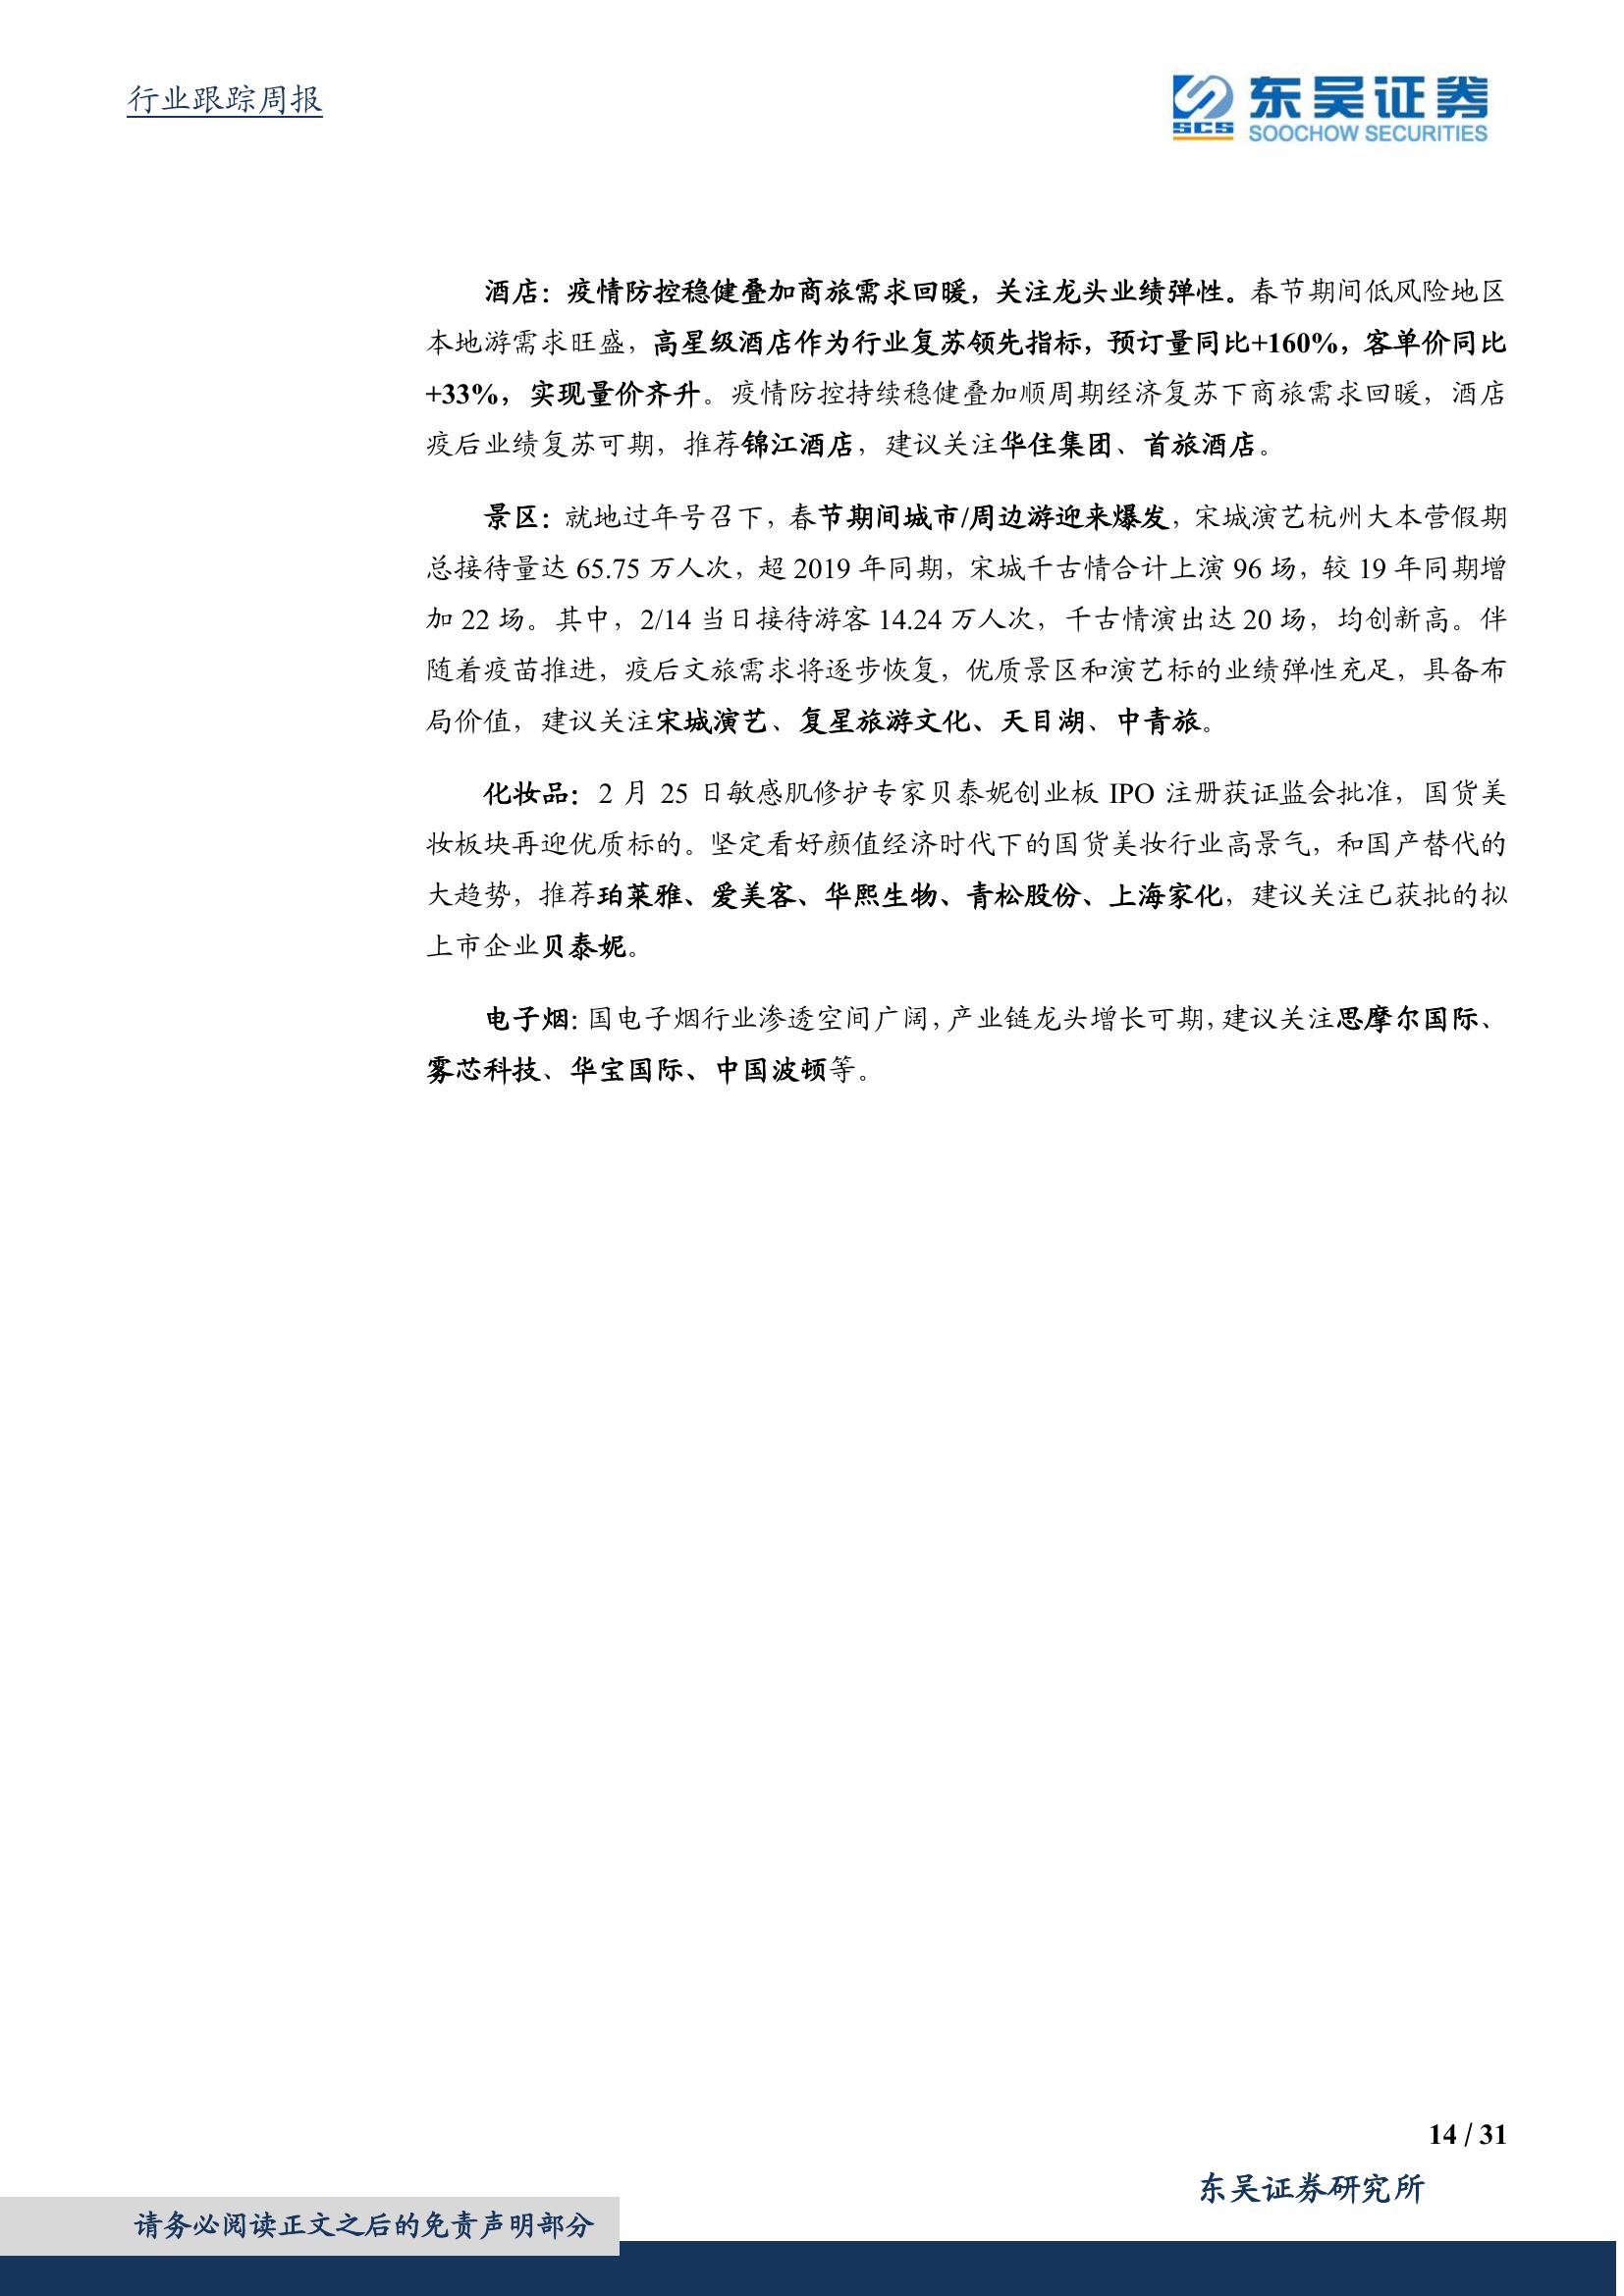 行业跟踪周报
SCS
东吴证券
SOOCHOW SECURITIES
酒店：疫情防控稳健叠加商旅需求回暖，关注龙头业绩弹性。春节期间低风险地区
本地游需求旺盛，高星级酒店作为行业复苏领先指标，预订量同比+160%，客单价同比
+33%，实现量价齐升。疫情防控持续稳健叠加顺周期经济复苏下商旅需求回暖，酒店
疫后业绩复苏可期，推荐锦江酒店，建议关注华住集团、首旅酒店。
景区：就地过年号召下，春节期间城市/周边游迎来爆发，宋城演艺杭州大本营假期
总接待量达 65.75 万人次，超 2019 年同期，宋城千古情合计上演 96 场，较 19 年同期增
加 22 场。其中，2/14 当日接待游客 14.24 万人次，千古情演出达 20 场，均创新高。伴
随着疫苗推进，疫后文旅需求将逐步恢复，优质景区和演艺标的业绩弹性充足，具备布
局价值，建议关注宋城演艺、复星旅游文化、天目湖、中青旅。
化妆品：2 月 25 日敏感肌修护专家贝泰妮创业板 IPO 注册获证监会批准，国货美
妆板块再迎优质标的。坚定看好颜值经济时代下的国货美妆行业高景气，和国产替代的
大趋势，推荐珀莱雅、爱美客、华熙生物、青松股份、上海家化，建议关注已获批的拟
上市企业贝泰妮。
电子烟：国电子烟行业渗透空间广阔，产业链龙头增长可期，建议关注思摩尔国际、
雾芯科技、华宝国际、中国波顿等。
14 / 31
东吴证券研究所
请务必阅读正文之后的免责声明部分